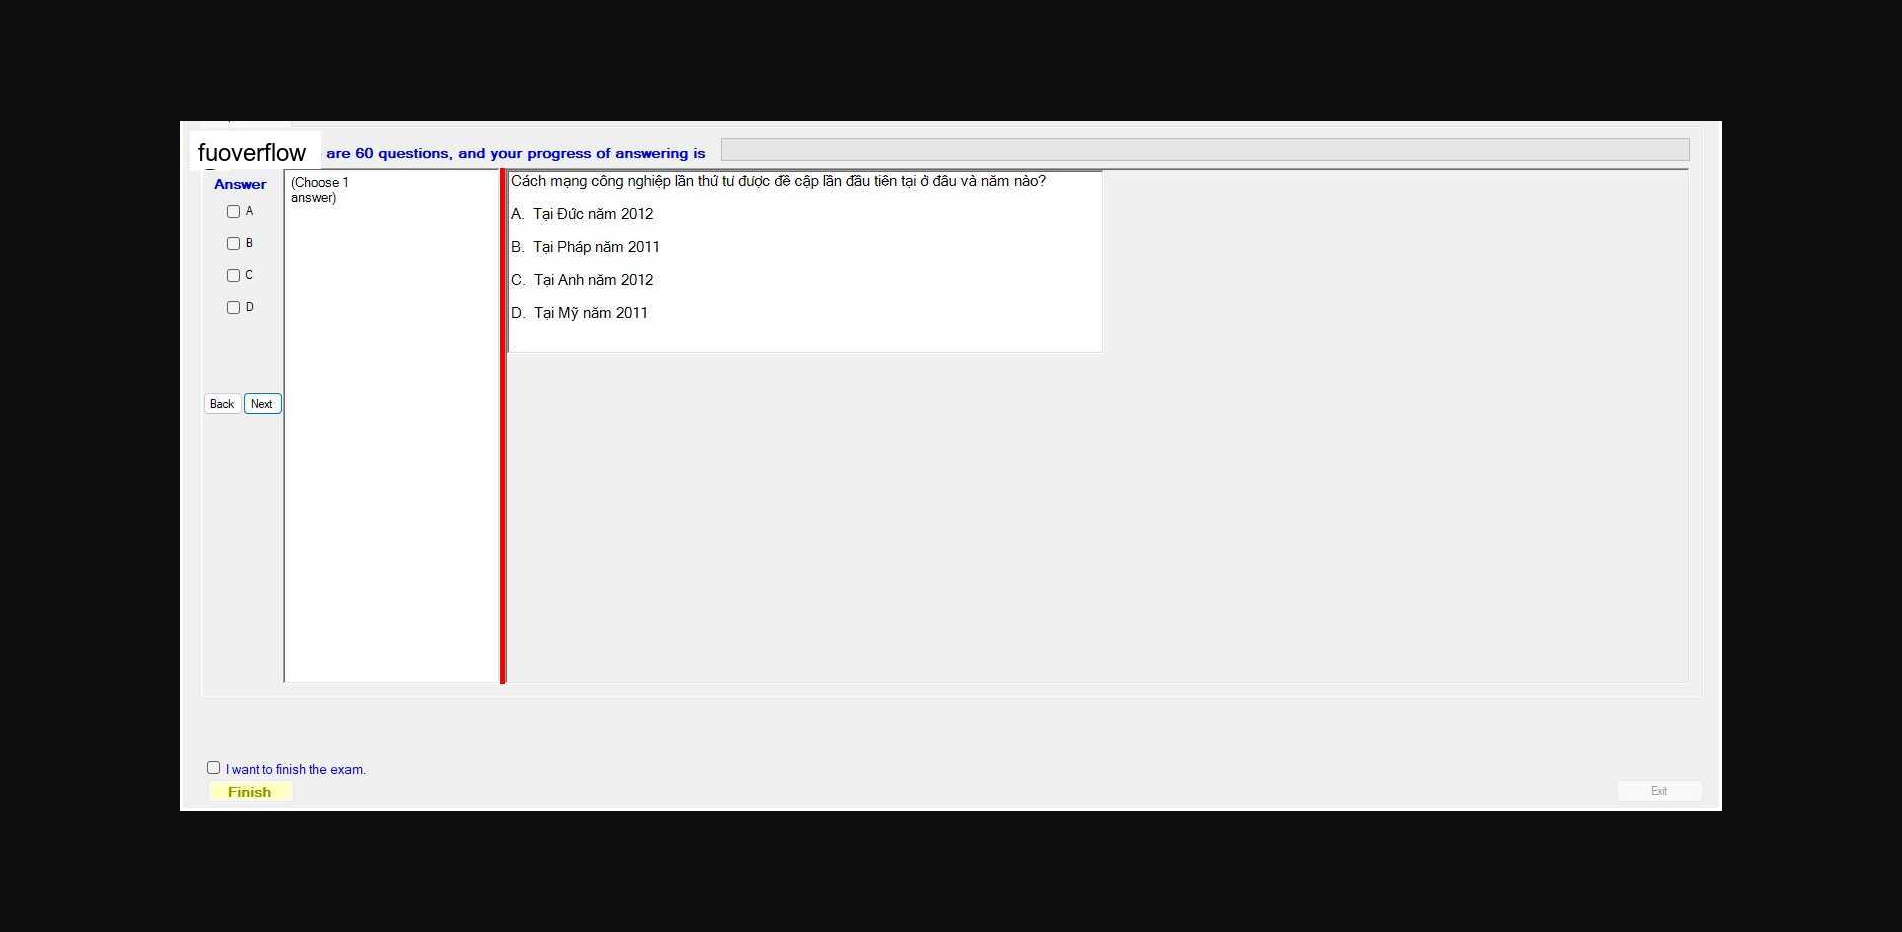 fuoverflow are 60 questions, and your progress of answering is
Answer
(Choose 1
answer)
A
B
C
D
Back Next
Cách mạng công nghiệp lần thứ tư được đề cập lần đầu tiên tại ở đâu và năm nào?
A. Tại Đức năm 2012
B. Tại Pháp năm 2011
C. Tại Anh năm 2012
D. Tại Mỹ năm 2011
I want to finish the exam.
Finish
Exit